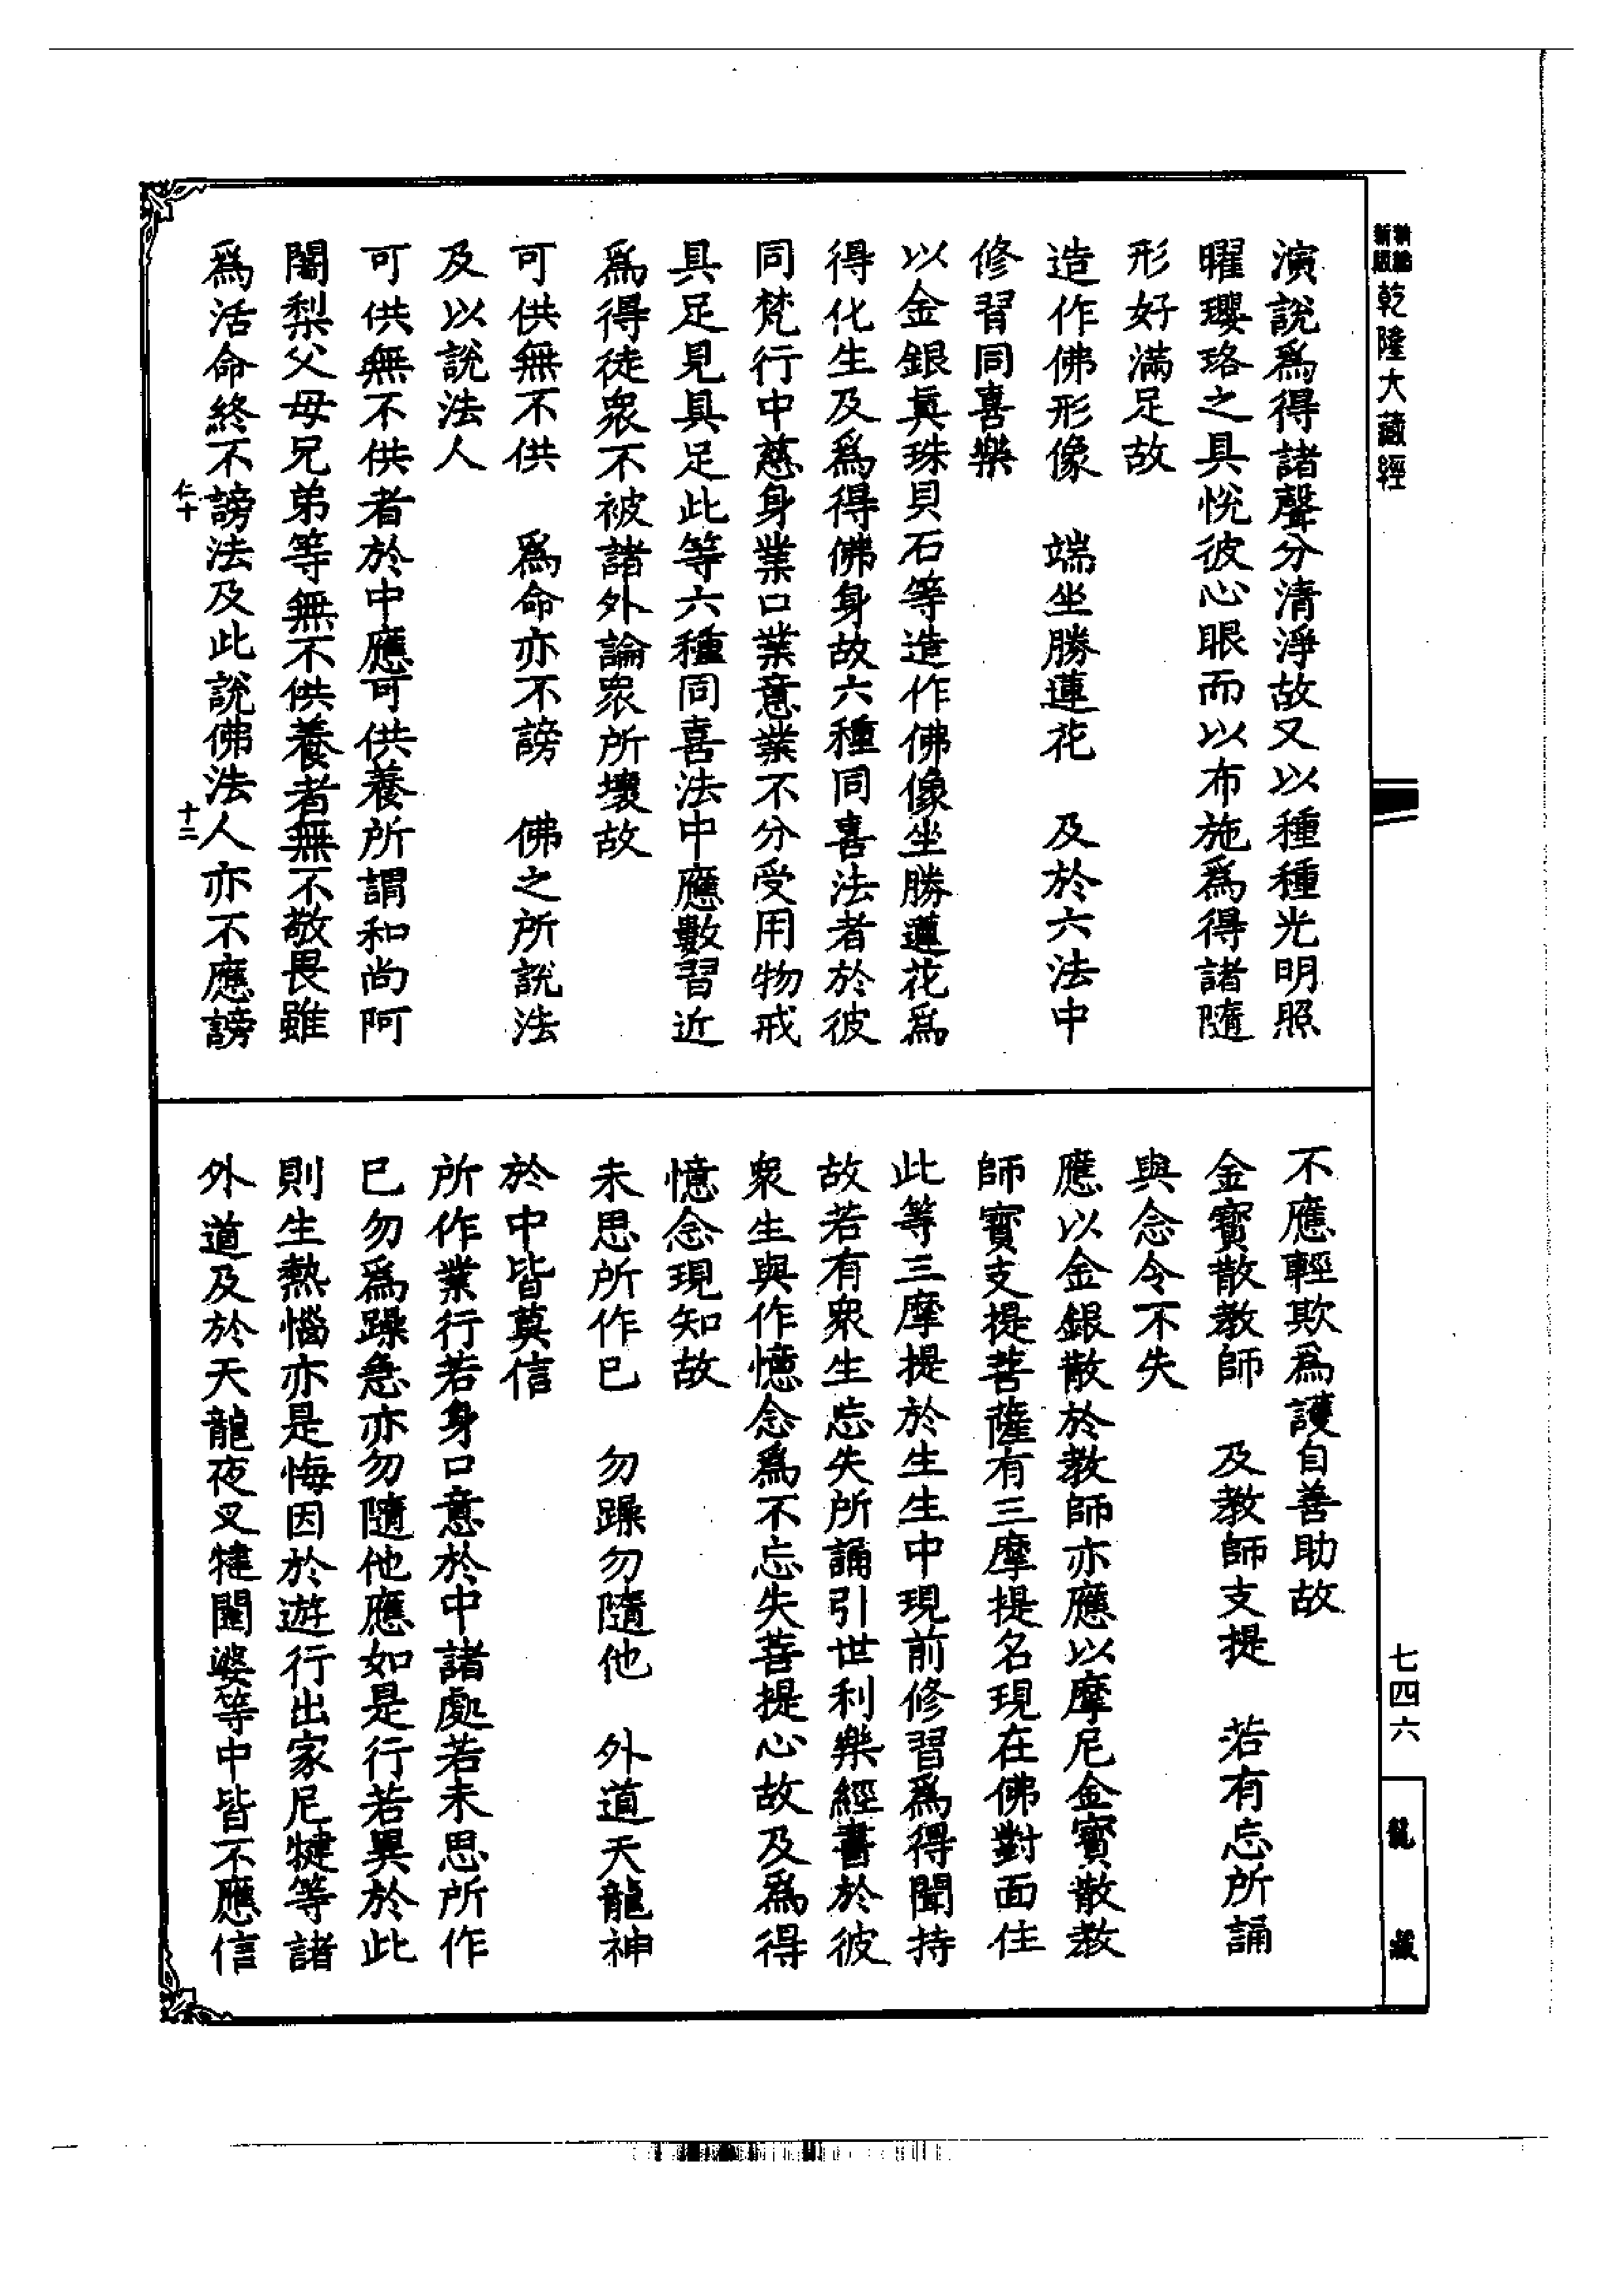 新編
新版
乾隆大藏經
演說爲得諸聲分清淨故又以種種光明照
曜瓔珞之具悅彼心眼而以布施爲得諸隨
形好滿足故
造作佛形像　端坐勝蓮花　及於六法中
修習同喜樂
以金銀眞珠貝石等造作佛像坐勝蓮花爲
得化生及爲得佛身故六種同喜法者於彼
同梵行中慈身業口業意業不分受用物戒
具足見具足此等六種同喜法中應數習近
爲得徒衆不被諸外論衆所壞故
可供無不供　爲命亦不謗　佛之所說法
及以說法人
可供無不供者於中應可供養所謂和尚阿
闍梨父母兄弟等無不供養者無不敬畏雖
爲活命終不謗法及此說佛法人亦不應謗
仁十
十二
不應輕欺爲護自善助故
金寶散教師　及教師支提　若有忘所誦
與念令不失
應以金銀散於教師亦應以摩尼金寶散教
師寶支提菩薩有三摩提名現在佛對面住
此等三摩提於生生中現前修習爲得聞持
故若有衆生忘失所誦引世利樂經書於彼
衆生與作憶念爲不忘失菩提心故及爲得
憶念現知故
未思所作已　勿躁勿隨他　外道天龍神
於中皆莫信
所作業行若身口意於中諸處若未思所作
已勿爲躁急亦勿隨他應如是行若異於此
則生熱惱亦是悔因於遊行出家尼犍等諸
外道及於天龍夜叉犍闥婆等中皆不應信
七四六
龍藏